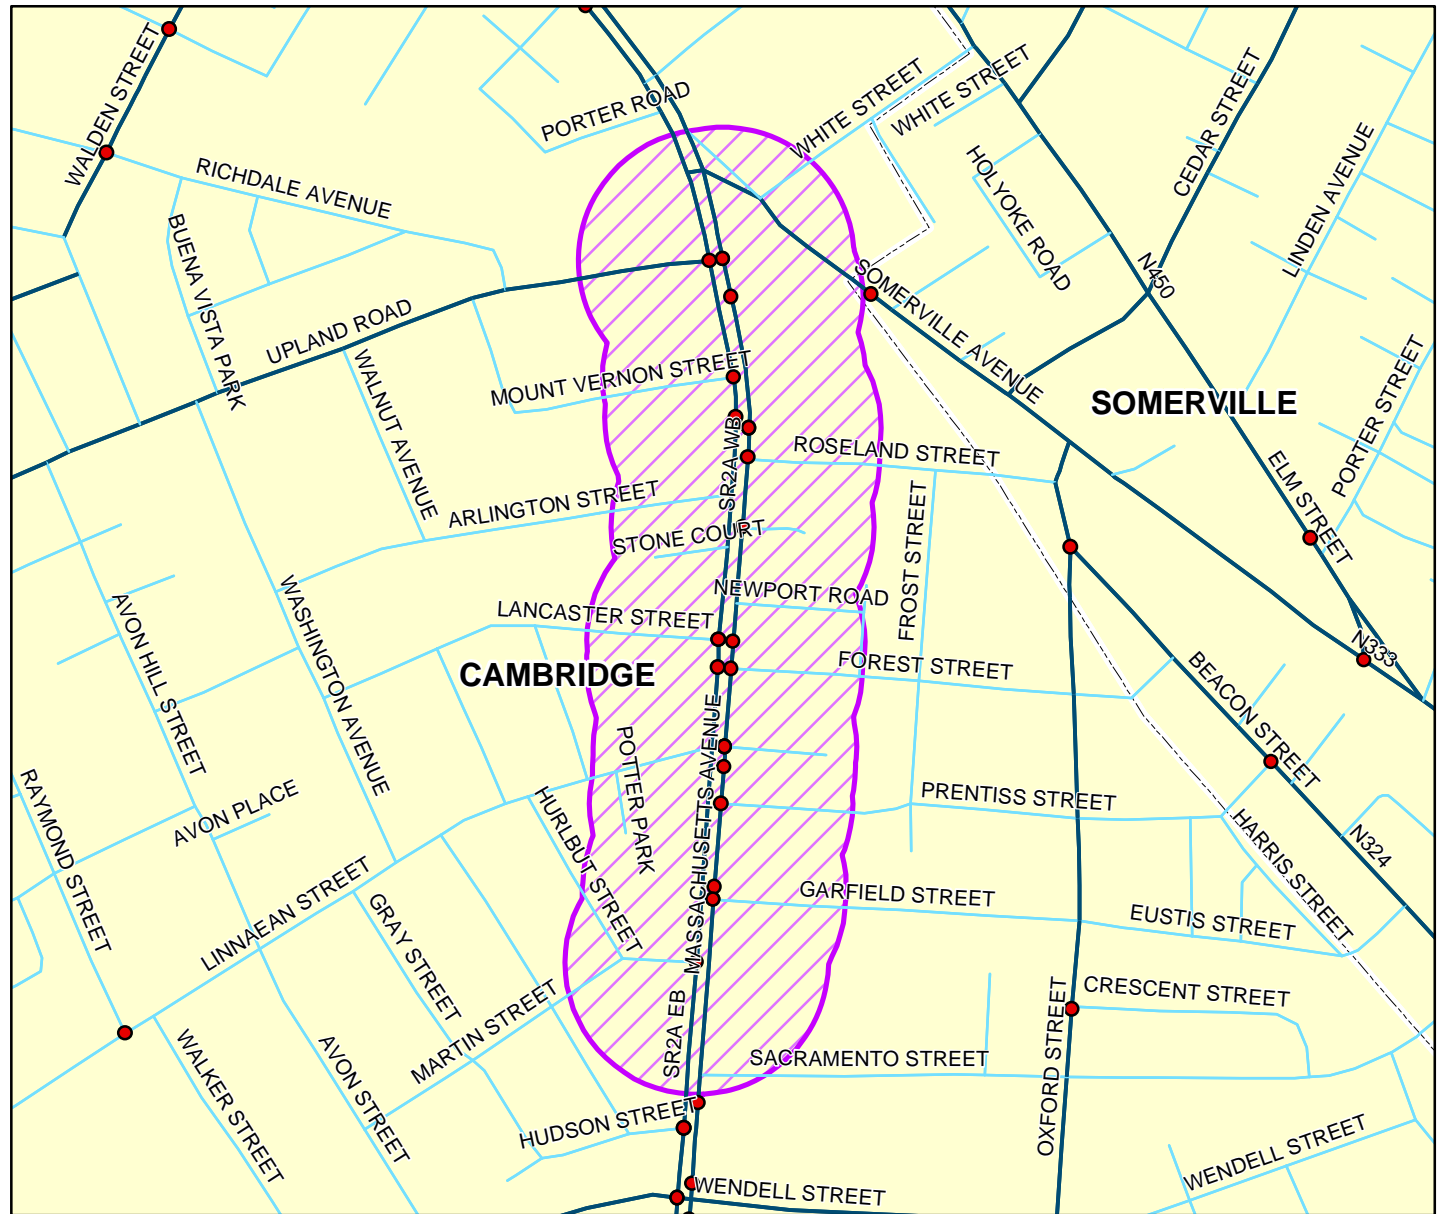 WALDEN STREET
PORTER ROAD
WHITE STREET
WHITE STREET
CEDAR STREET
RICHDALE AVENUE
LINDEN AVENUE
HOLYOKE ROAD
BUENA VISTA PARK
N450
SOMERVILLE AVENUE
UPLAND ROAD
WALNUT AVENUE
MOUNT VERNON STREET
SOMERVILLE
PORTER STREET
SR2A WB
ROSELAND STREET
ELM STREET
ARLINGTON STREET
STONE COURT
FROST STREET
NEWPORT ROAD
AVON HILL STREET
WASHINGTON AVENUE
LANCASTER STREET
N333
CAMBRIDGE
FOREST STREET
BEACON STREET
MASSACHUSETTS AVENUE
POTTER PARK
RAYMOND STREET
AVON PLACE
HURLBUT STREET
PRENTISS STREET
HARRIS STREET
N324
LINNAEAN STREET
GRAY STREET
GARFIELD STREET
EUSTIS STREET
MARTIN STREET
SR2A EB
CRESCENT STREET
OXFORD STREET
WALKER STREET
AVON STREET
SACRAMENTO STREET
HUDSON STREET
WENDELL STREET
WENDELL STREET